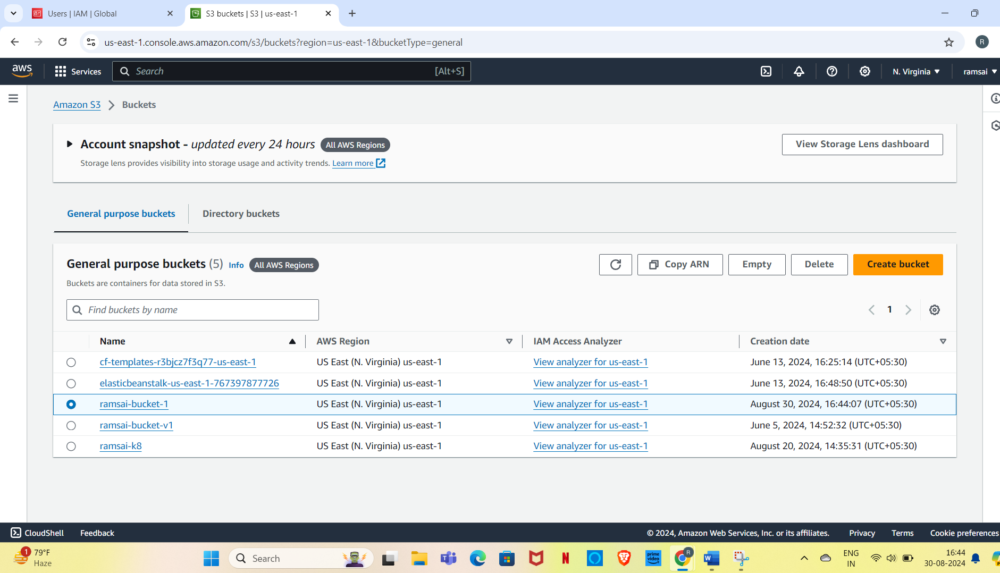 Users | IAM | Global
S3 buckets | S3 | us-east-1
us-east-1.console.aws.amazon.com/s3/buckets?region=us-east-1&bucketType=general
R
aws
Services
Search
[Alt+S]
N. Virginia
ramsai
Amazon S3
Buckets
Account snapshot - updated every 24 hours
All AWS Regions
View Storage Lens dashboard
Storage lens provides visibility into storage usage and activity trends. Learn more
General purpose buckets
Directory buckets
General purpose buckets (5) Info
All AWS Regions
Copy ARN
Empty
Delete
Create bucket
Buckets are containers for data stored in S3.
Find buckets by name
1
Name
AWS Region
IAM Access Analyzer
Creation date
cf-templates-r3bjcz7f3q77-us-east-1 US East (N. Virginia) us-east-1 View analyzer for us-east-1 June 13, 2024, 16:25:14 (UTC+05:30)
elasticbeanstalk-us-east-1-767397877726 US East (N. Virginia) us-east-1 View analyzer for us-east-1 June 13, 2024, 16:48:50 (UTC+05:30)
ramsai-bucket-1 US East (N. Virginia) us-east-1 View analyzer for us-east-1 August 30, 2024, 16:44:07 (UTC+05:30)
ramsai-bucket-v1 US East (N. Virginia) us-east-1 View analyzer for us-east-1 June 5, 2024, 14:52:32 (UTC+05:30)
ramsai-k8 US East (N. Virginia) us-east-1 View analyzer for us-east-1 August 20, 2024, 14:35:31 (UTC+05:30)
CloudShell
Feedback
© 2024, Amazon Web Services, Inc. or its affiliates.
Privacy
Terms
Cookie preferences
1
79°F
Haze
Search
T
N
prime
video
R
W
ENG
IN
16:44
30-08-2024